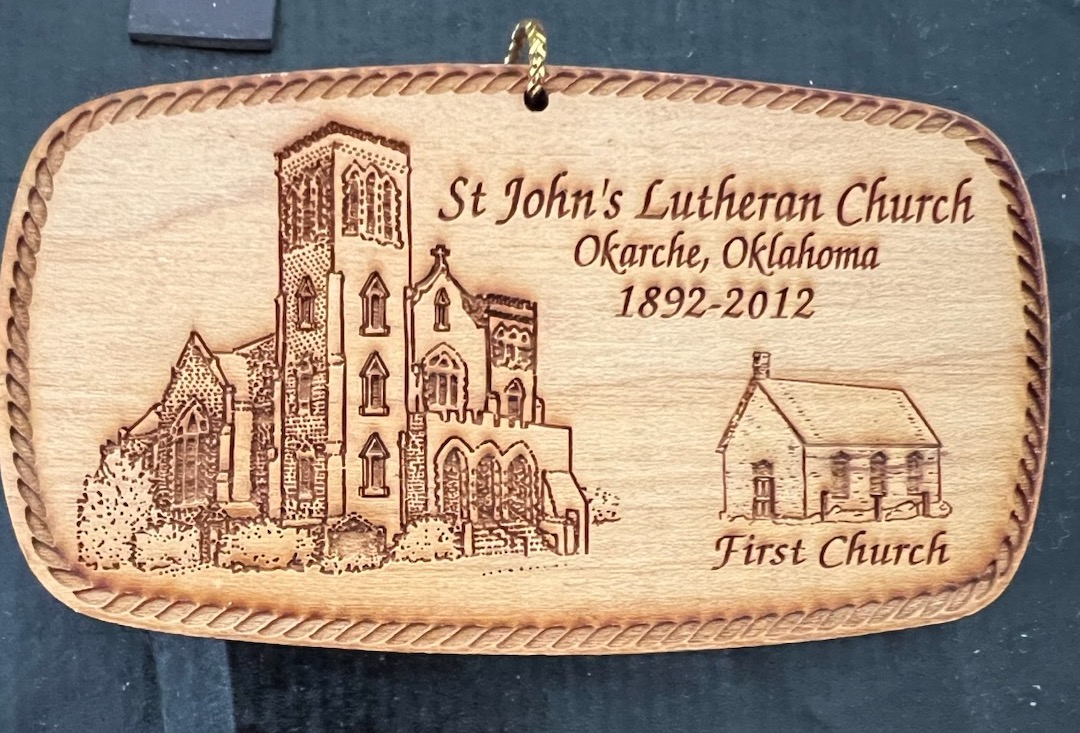 St John's Lutheran Church
Okarche, Oklahoma
1892-2012
First Church